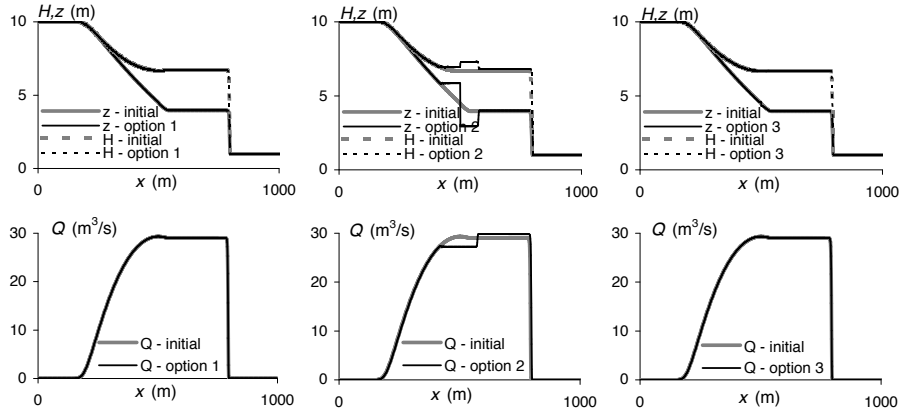 H,z (m)
10
5
0
z - initial
z - option 1
H - initial
H - option 1
0
1000
x (m)
H,z (m)
10
5
0
z - initial
z - option 2
H - initial
H - option 2
0
1000
x (m)
H,z (m)
10
5
0
z - initial
z - option 3
H - initial
H - option 3
0
1000
x (m)
Q (m³/s)
30
20
10
0
Q - initial
Q - option 1
0
1000
x (m)
Q (m³/s)
30
20
10
0
Q - initial
Q - option 2
0
1000
x (m)
Q (m³/s)
30
20
10
0
Q - initial
Q - option 3
0
1000
x (m)